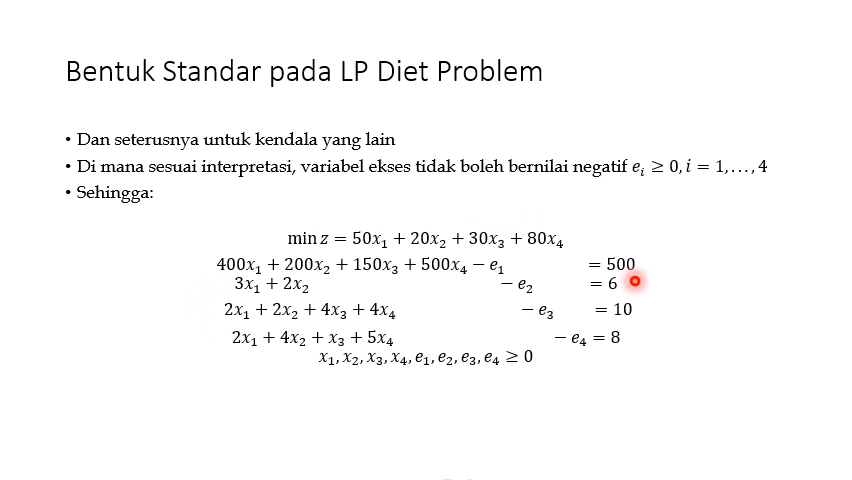 Bentuk Standar pada LP Diet Problem
• Dan seterusnya untuk kendala yang lain
• Di mana sesuai interpretasi, variabel ekses tidak boleh bernilai negatif eᵢ ≥ 0, i = 1, . . . , 4
• Sehingga:
min z = 50x₁ + 20x₂ + 30x₃ + 80x₄
400x₁ + 200x₂ + 150x₃ + 500x₄ − e₁ = 500
3x₁ + 2x₂ − e₂ = 6
2x₁ + 2x₂ + 4x₃ + 4x₄ − e₃ = 10
2x₁ + 4x₂ + x₃ + 5x₄ − e₄ = 8
x₁, x₂, x₃, x₄, e₁, e₂, e₃, e₄ ≥ 0